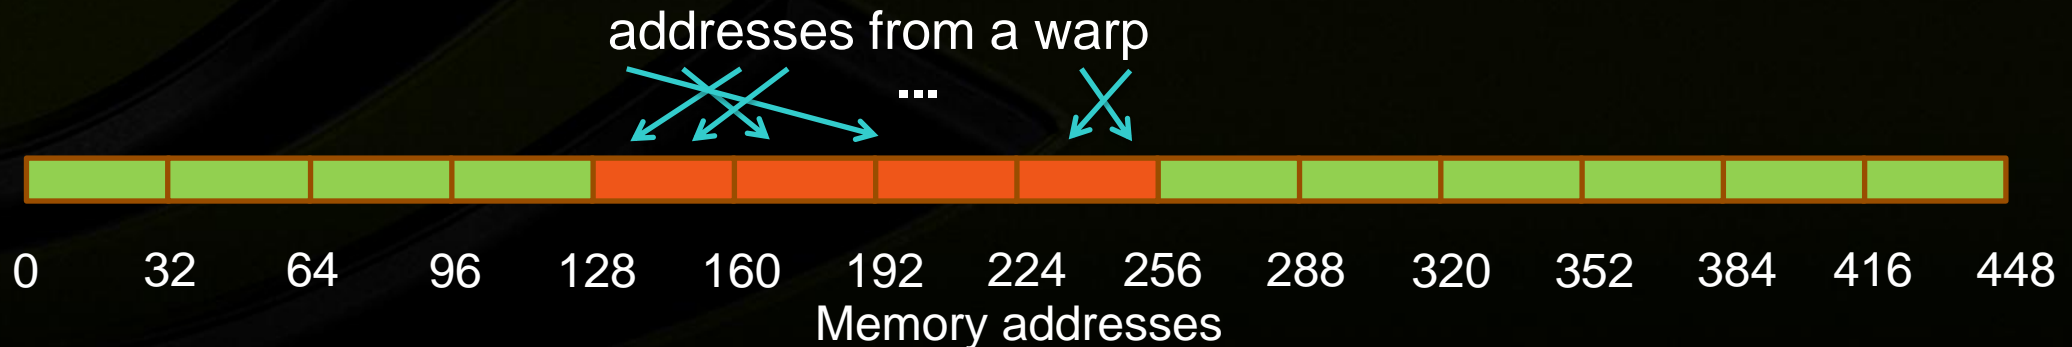 addresses from a warp
...
0 32 64 96 128 160 192 224 256 288 320 352 384 416 448
Memory addresses